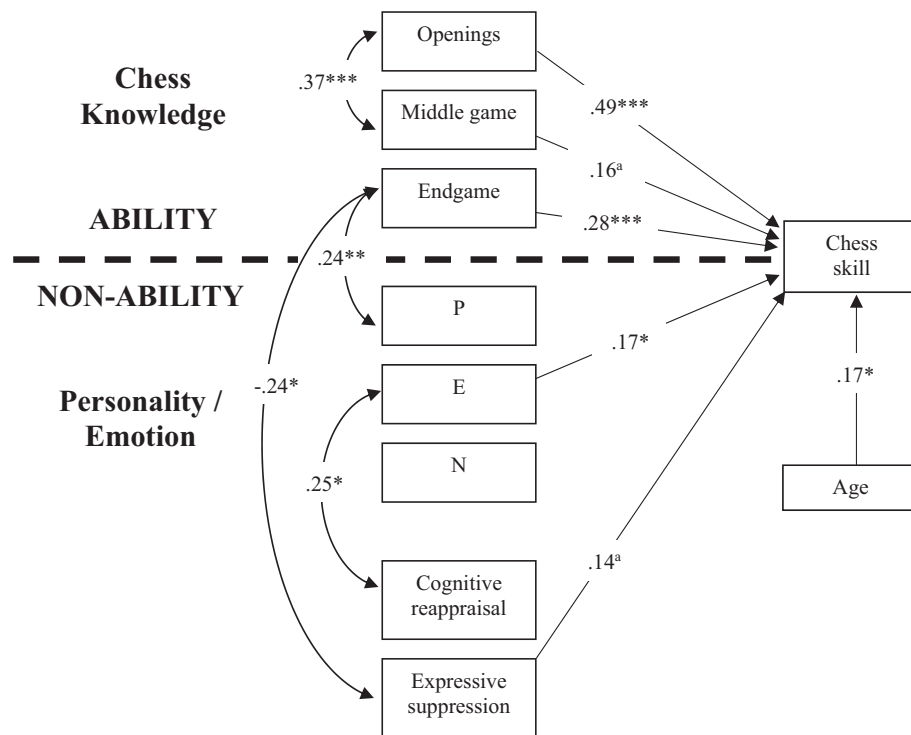 Openings
.37***
Chess
Knowledge
Middle game
.49***
.16ª
Endgame
.28***
ABILITY
.24**
Chess
skill
NON-ABILITY
P
.17*
E
-.24*
Personality /
Emotion
.17*
N
.25*
Age
.14ª
Cognitive
reappraisal
Expressive
suppression